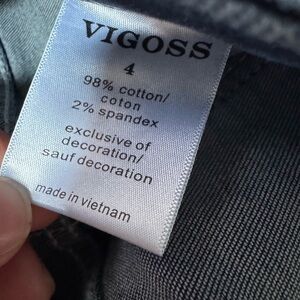 VIGOSS
4
98% cotton/
coton
2% spandex
exclusive of
decoration/
sauf decoration
made in vietnam